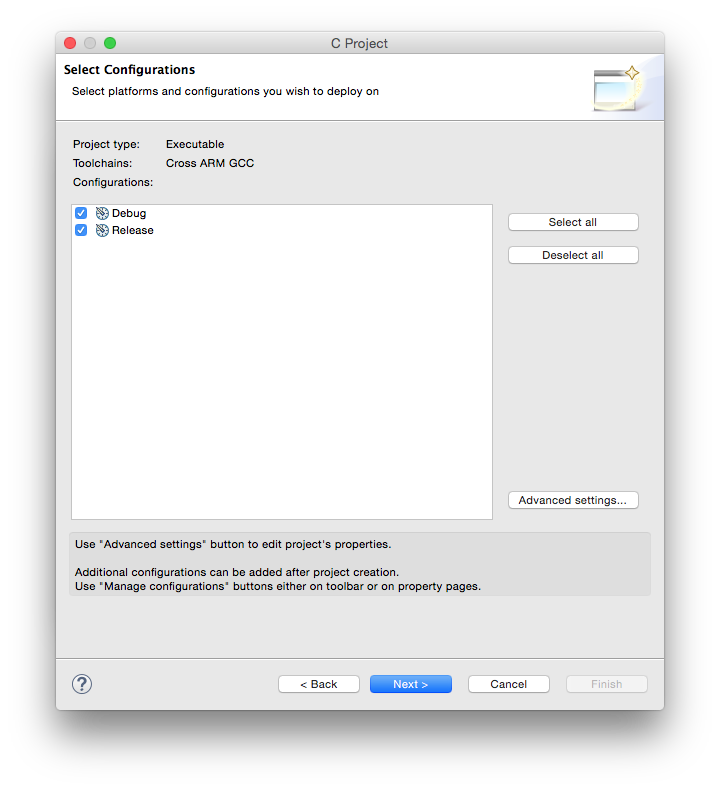 C Project
Select Configurations
Select platforms and configurations you wish to deploy on
Project type: Executable
Toolchains: Cross ARM GCC
Configurations:
Debug
Release
Select all
Deselect all
Advanced settings...
Use "Advanced settings" button to edit project's properties.
Additional configurations can be added after project creation.
Use "Manage configurations" buttons either on toolbar or on property pages.
?
< Back
Next >
Cancel
Finish